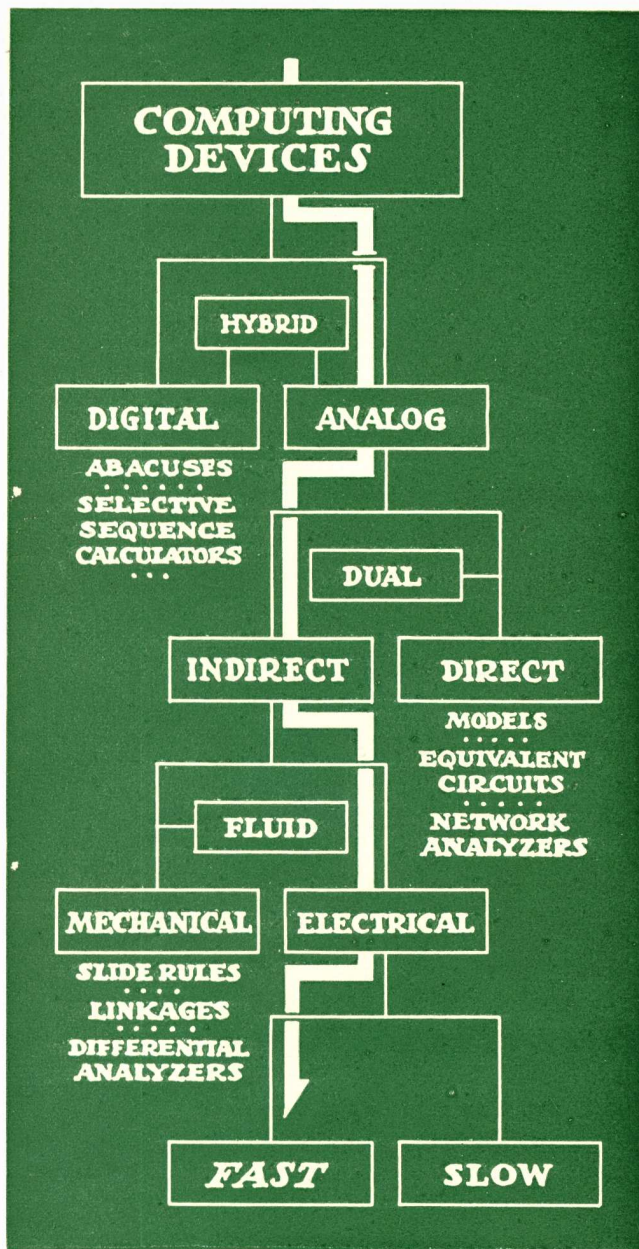 COMPUTING
DEVICES
HYBRID
DIGITAL
ANALOG
ABACUSES
SELECTIVE
SEQUENCE
CALCULATORS
DUAL
INDIRECT
DIRECT
MODELS
EQUIVALENT
CIRCUITS
NETWORK
ANALYZERS
FLUID
MECHANICAL
ELECTRICAL
SLIDE RULES
LINKAGES
DIFFERENTIAL
ANALYZERS
FAST
SLOW